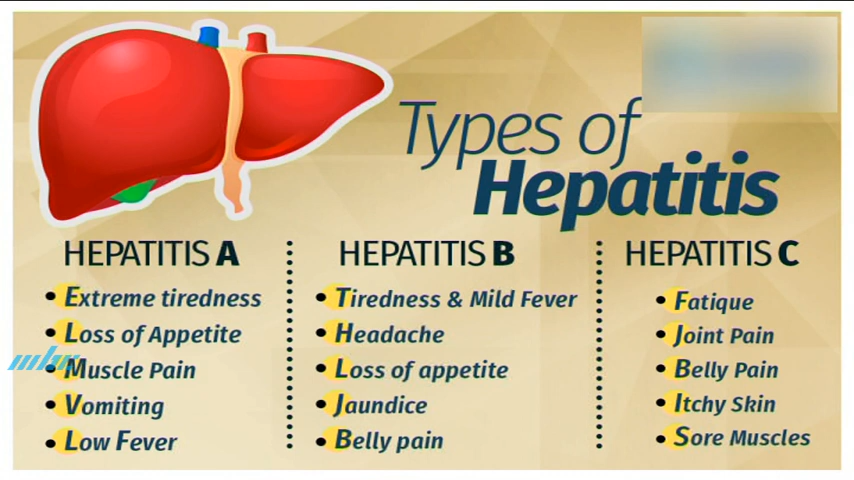 Types of
Hepatitis
HEPATITIS A
Extreme tiredness
Loss of Appetite
Muscle Pain
Vomiting
Low Fever
HEPATITIS B
Tiredness & Mild Fever
Headache
Loss of appetite
Jaundice
Belly pain
HEPATITIS C
Fatique
Joint Pain
Belly Pain
Itchy Skin
Sore Muscles